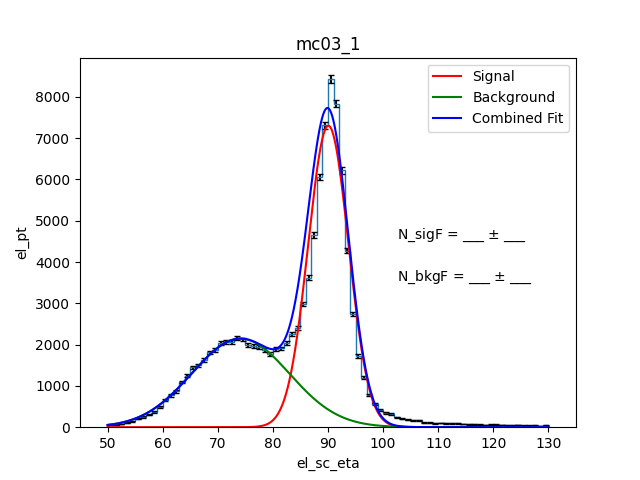 mc03_1
Signal
Background
Combined Fit
8000
7000
6000
5000
4000
3000
2000
1000
0
el_pt
N_sigF = ___ ± ___
N_bkgF = ___ ± ___
50 60 70 80 90 100 110 120 130
el_sc_eta